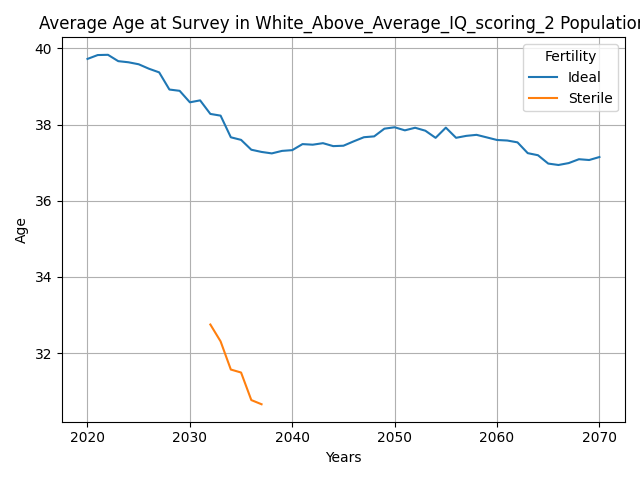 Average Age at Survey in White_Above_Average_IQ_scoring_2 Population
Fertility
Ideal
Sterile
Age
40
38
36
34
32
2020 2030 2040 2050 2060 2070
Years